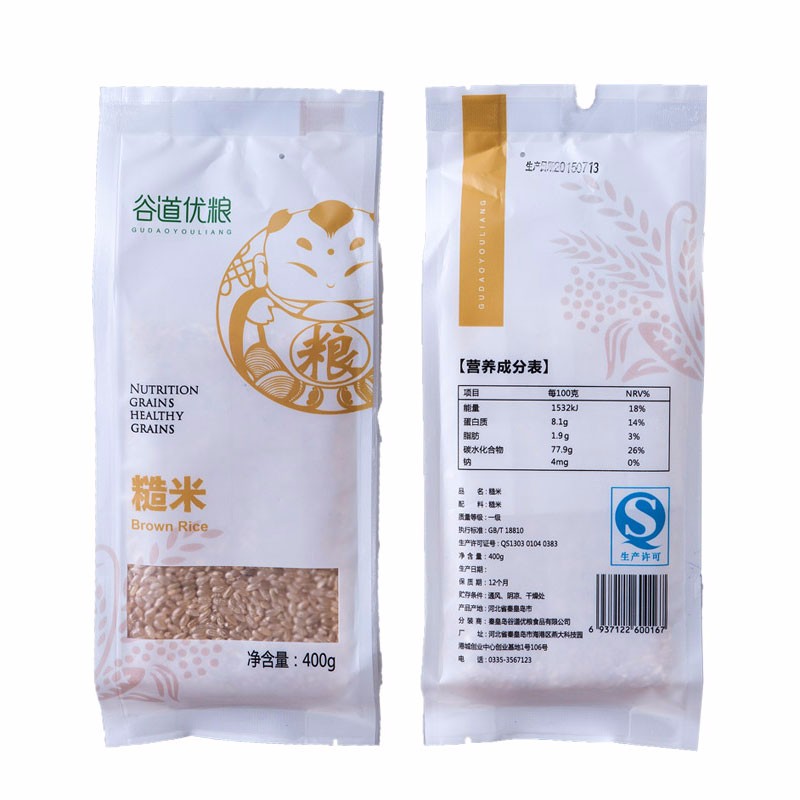 谷道优粮
GUDAOYOULIANG
粮
NUTRITION
GRAINS
HEALTHY
GRAINS
糙米
Brown Rice
净含量：400g
生产日期20150713
GUDAOYOULIANG
【营养成分表】
项目 每100克 NRV%
能量 1532kJ 18%
蛋白质 8.1g 14%
脂肪 1.9g 3%
碳水化合物 77.9g 26%
钠 4mg 0%
品 名：糙米
配 料：糙米
质量等级：一级
执行标准：GB/T 18810
生产许可证号：QS1303 0104 0383
净 含 量：400g
生产日期：
保 质 期：12个月
贮存条件：通风、阴凉、干燥处
产品产地：河北省秦皇岛市
分 装 商：秦皇岛谷道优粮食品有限公司
厂 址：河北省秦皇岛市海港区燕大科技园
港城创业中心创业基地1号106号
电 话：0335-3567123
生产许可
6 937122 600167